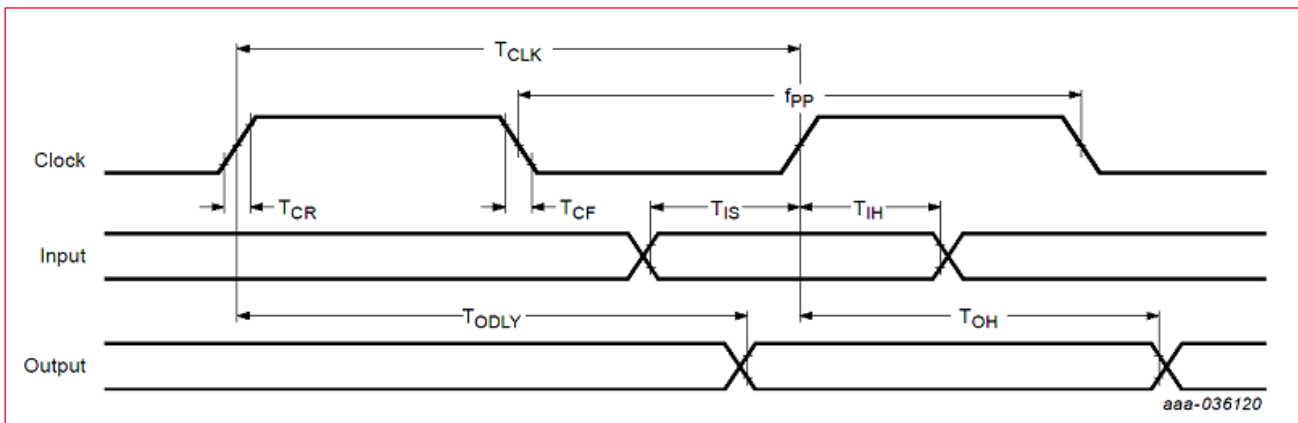 TCLK
fPP
Clock
TCR
TCF
TIS
TIH
Input
TODLY
TOH
Output
aaa-036120